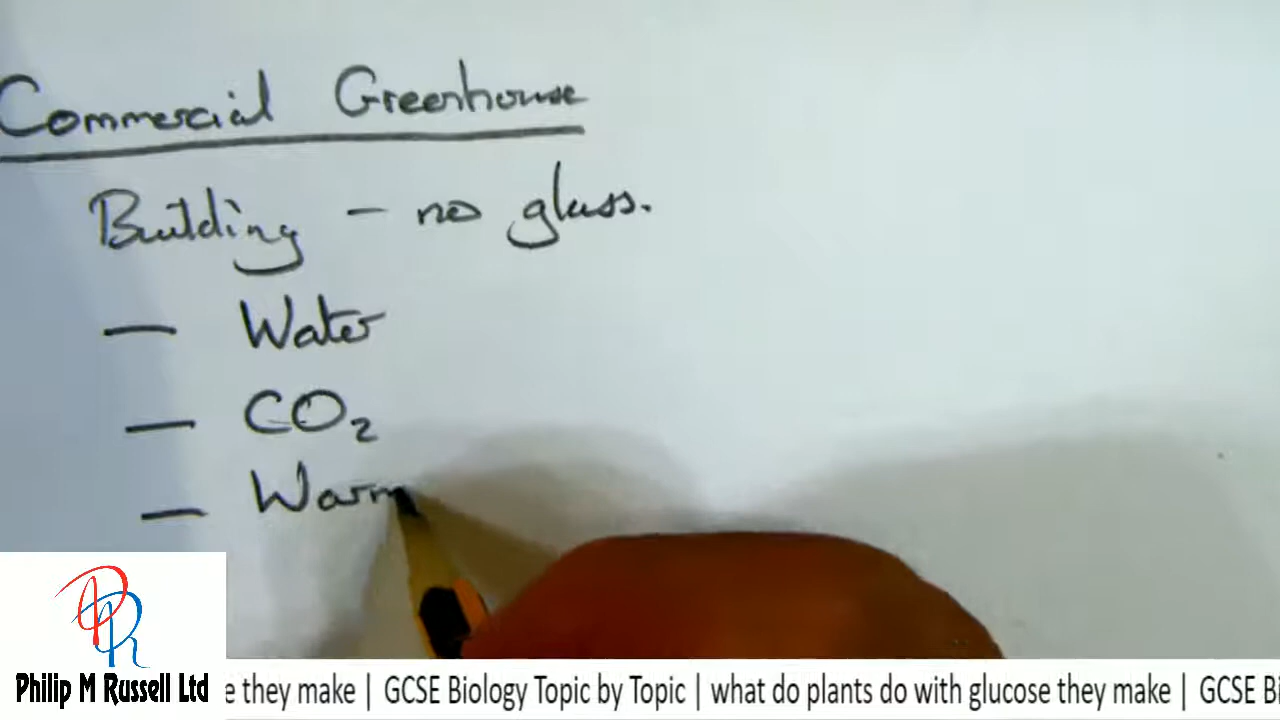 Commercial Greenhouse
Building - no glass.
- Water
- CO₂
- Warm
PR
Philip M Russell Ltd
e they make | GCSE Biology Topic by Topic | what do plants do with glucose they make | GCSE Bi